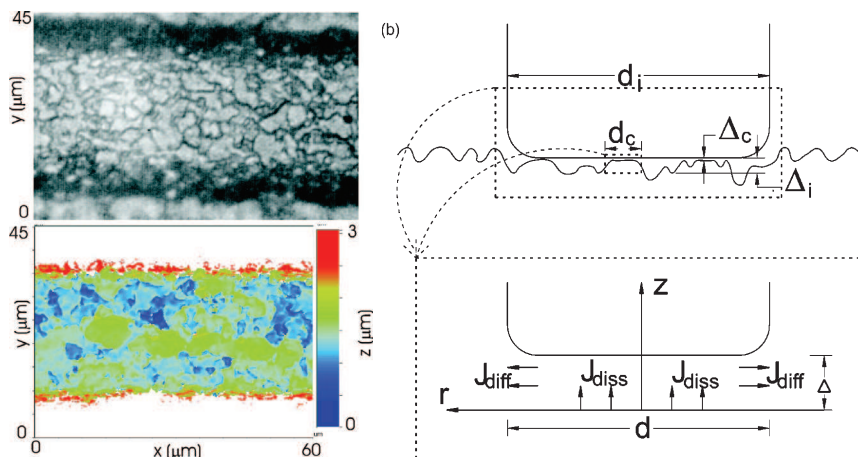 45
y (μm)
0
45
y (μm)
0
0
x (μm)
60
3
z (μm)
0
(b)
d_i
d_c
Δ_c
Δ_i
z
J_diff
J_diss
J_diss
J_diff
Δ
r
d